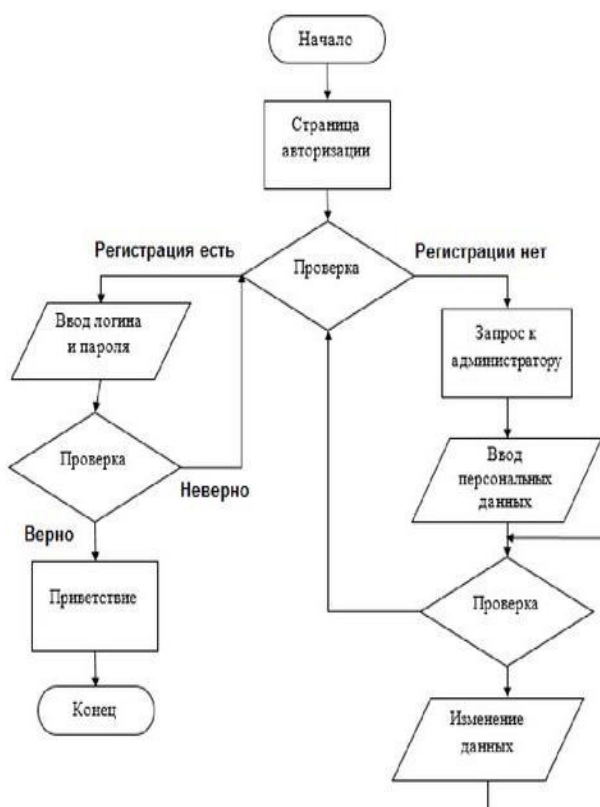 Начало
Страница
авторизации
Проверка
Регистрация есть
Регистрации нет
Ввод логина
и пароля
Запрос к
администратору
Проверка
Неверно
Верно
Ввод
персональных
данных
Приветствие
Проверка
Конец
Изменение
данных